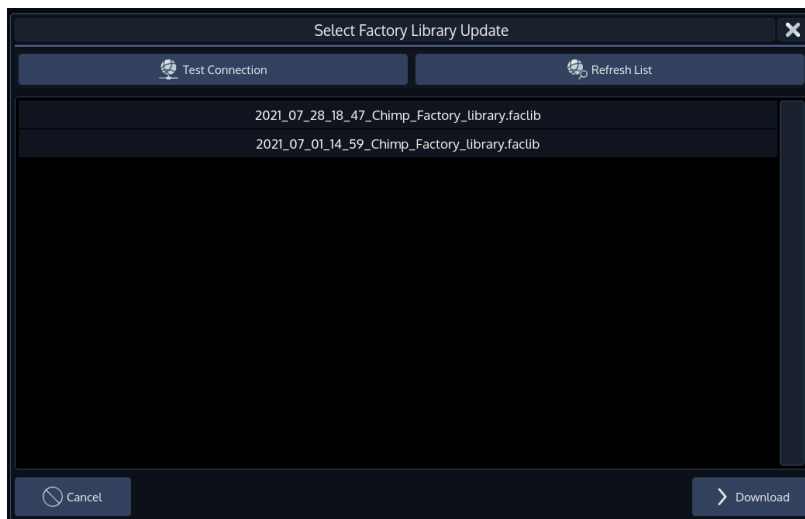 Select Factory Library Update
Test Connection
Refresh List
2021_07_28_18_47_Chimp_Factory_library.faclib
2021_07_01_14_59_Chimp_Factory_library.faclib
Cancel
Download